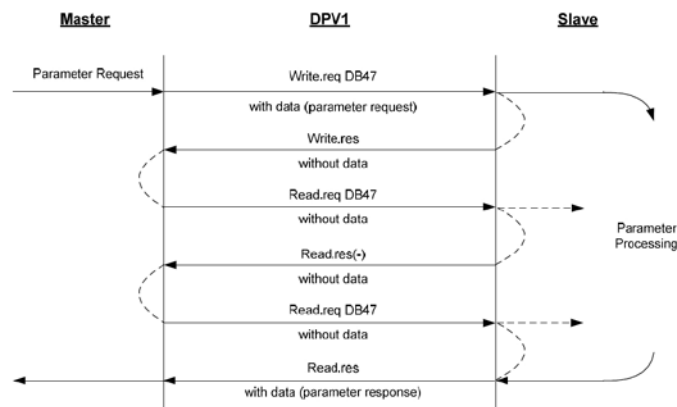 Master DPV1 Slave
Parameter Request
Write.req DB47
with data (parameter request)
Write.res
without data
Read.req DB47
without data
Parameter
Processing
Read.res(-)
without data
Read.req DB47
without data
Read.res
with data (parameter response)